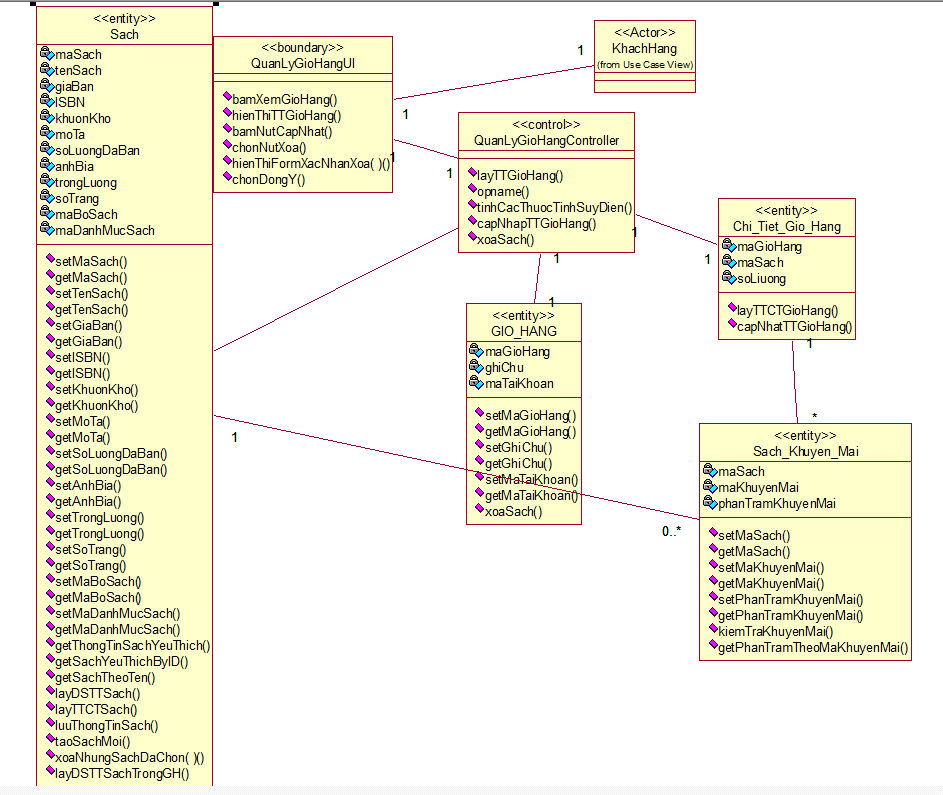 <<entity>>
Sach
maSach
tenSach
giaBan
ISBN
khuonKho
moTa
soLuongDaBan
anhBia
trongLuong
soTrang
maBoSach
maDanhMucSach
setMaSach()
getMaSach()
setTenSach()
getTenSach()
setGiaBan()
getGiaBan()
setISBN()
getISBN()
setKhuonKho()
getKhuonKho()
setMoTa()
getMoTa()
setSoLuongDaBan()
getSoLuongDaBan()
setAnhBia()
getAnhBia()
setTrongLuong()
getTrongLuong()
setSoTrang()
getSoTrang()
setMaBoSach()
getMaBoSach()
setMaDanhMucSach()
getMaDanhMucSach()
getThongTinSachYeuThich()
getSachYeuThichByID()
getSachTheoTen()
layDSTTSach()
layTTCTSach()
luuThongTinSach()
taoSachMoi()
xoaNhungSachDaChon( )()
layDSTTSachTrongGH()
<<boundary>>
QuanLyGioHangUI
bamXemGioHang()
hienThiTTGioHang()
bamNutCapNhat()
chonNutXoa()
hienThiFormXacNhanXoa( )()
chonDongY()
1
1
<<Actor>>
KhachHang
(from Use Case View)
1
1
<<control>>
QuanLyGioHangController
layTTGioHang()
opname()
tinhCacThuocTinhSuyDien()
capNhapTTGioHang()
xoaSach()
1
1
1
1
<<entity>>
GIO_HANG
maGioHang
ghiChu
maTaiKhoan
setMaGioHang()
getMaGioHang()
setGhiChu()
getGhiChu()
setMaTaiKhoan()
getMaTaiKhoan()
xoaSach()
<<entity>>
Chi_Tiet_Gio_Hang
maGioHang
maSach
soLiuong
layTTCTGioHang()
capNhatTTGioHang()
1
1
*
<<entity>>
Sach_Khuyen_Mai
maSach
maKhuyenMai
phanTramKhuyenMai
setMaSach()
getMaSach()
setMaKhuyenMai()
getMaKhuyenMai()
setPhanTramKhuyenMai()
getPhanTramKhuyenMai()
kiemTraKhuyenMai()
getPhanTramTheoMaKhuyenMai()
0..*